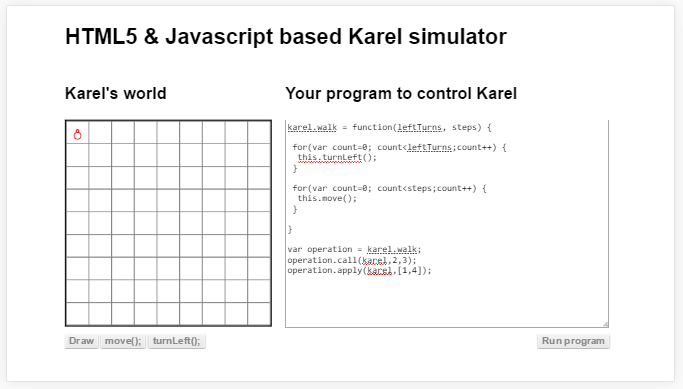 HTML5 & Javascript based Karel simulator
Karel's world
Your program to control Karel
karel.walk = function(leftTurns, steps) {
for(var count=0; count<leftTurns;count++) {
this.turnLeft();
}
for(var count=0; count<steps;count++) {
this.move();
}
}
var operation = karel.walk;
operation.call(karel,2,3);
operation.apply(karel,[1,4]);
Draw move(); turnLeft(); Run program